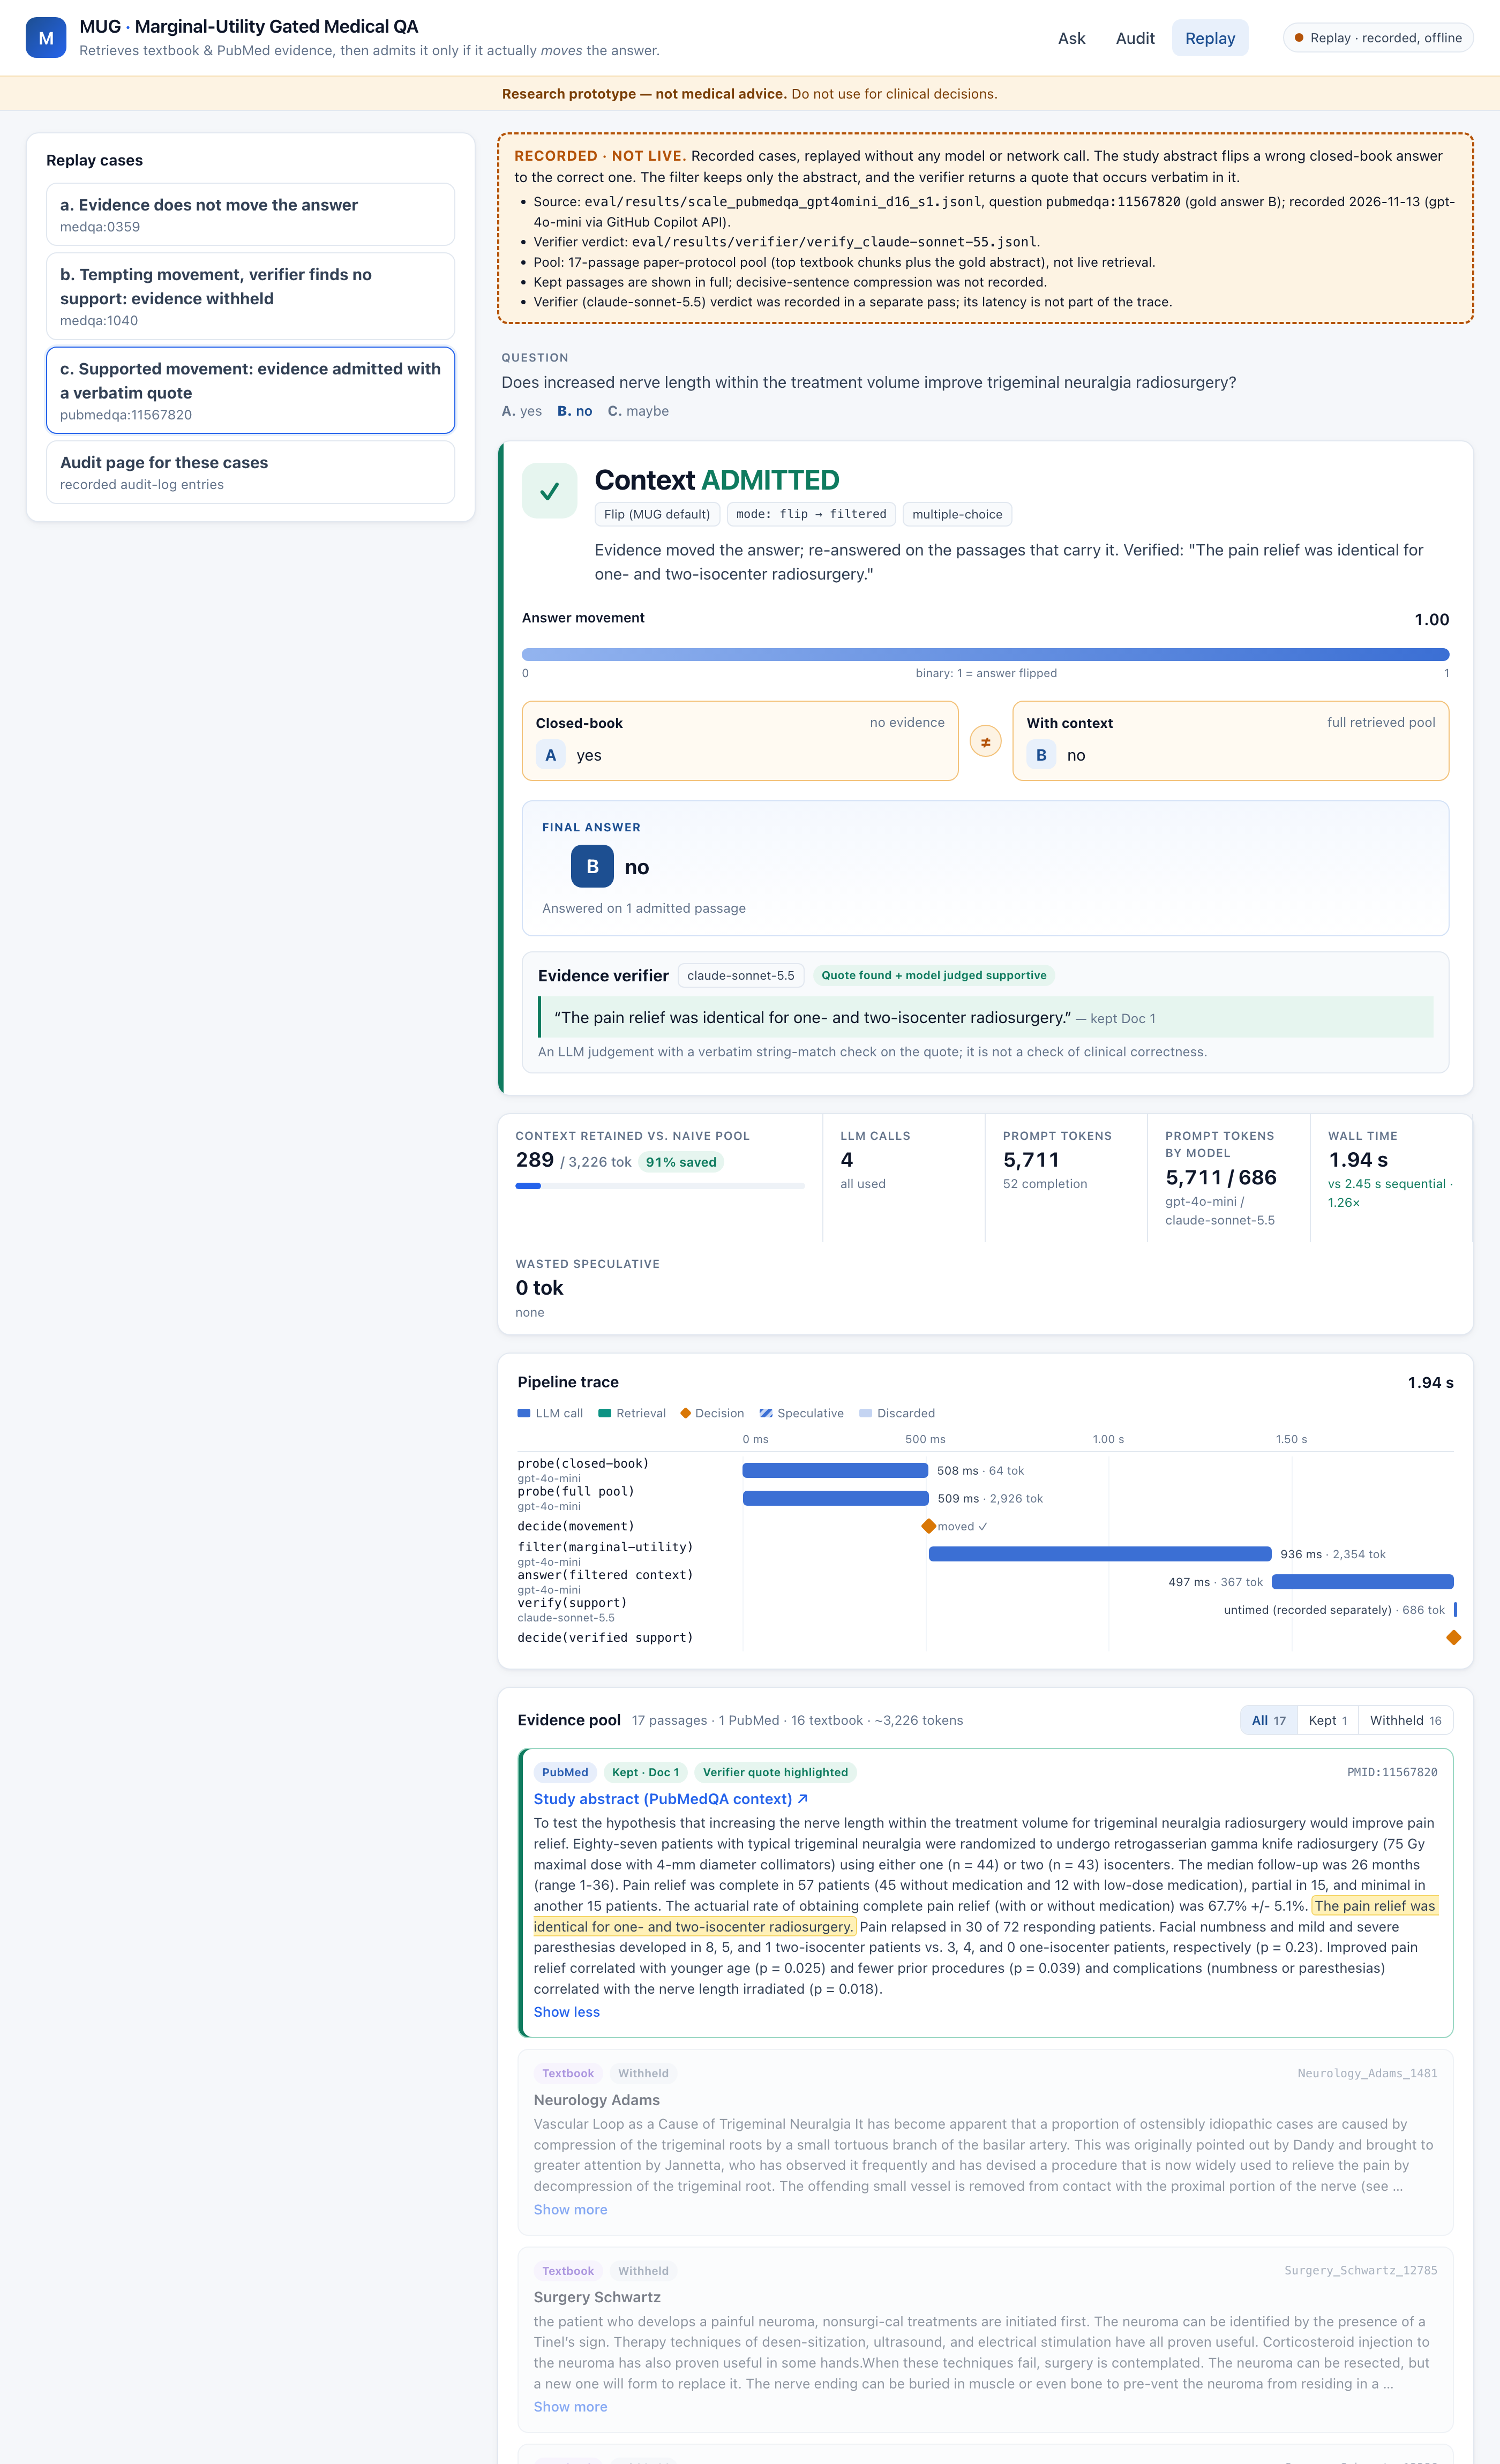 M
MUG · Marginal-Utility Gated Medical QA
Retrieves textbook & PubMed evidence, then admits it only if it actually moves the answer.
Ask
Audit
Replay
Replay · recorded, offline
Research prototype — not medical advice. Do not use for clinical decisions.
Replay cases
a. Evidence does not move the answer
medqa:0359
b. Tempting movement, verifier finds no
support: evidence withheld
medqa:1040
c. Supported movement: evidence admitted with
a verbatim quote
pubmedqa:11567820
Audit page for these cases
recorded audit-log entries
RECORDED · NOT LIVE. Recorded cases, replayed without any model or network call. The study abstract flips a wrong closed-book answer
to the correct one. The filter keeps only the abstract, and the verifier returns a quote that occurs verbatim in it.
• Source: eval/results/scale_pubmedqa_gpt4omini_d16_s1.jsonl, question pubmedqa:11567820 (gold answer B); recorded 2026-11-13 (gpt-
4o-mini via GitHub Copilot API).
• Verifier verdict: eval/results/verifier/verify_claude-sonnet-55.jsonl.
• Pool: 17-passage paper-protocol pool (top textbook chunks plus the gold abstract), not live retrieval.
• Kept passages are shown in full; decisive-sentence compression was not recorded.
• Verifier (claude-sonnet-5.5) verdict was recorded in a separate pass; its latency is not part of the trace.
QUESTION
Does increased nerve length within the treatment volume improve trigeminal neuralgia radiosurgery?
A. yes B. no C. maybe
Context ADMITTED
Flip (MUG default) mode: flip → filtered multiple-choice
Evidence moved the answer; re-answered on the passages that carry it. Verified: "The pain relief was identical for
one- and two-isocenter radiosurgery."
Answer movement 1.00
0 binary: 1 = answer flipped 1
Closed-book no evidence
A yes
≠
With context full retrieved pool
B no
FINAL ANSWER
B no
Answered on 1 admitted passage
Evidence verifier claude-sonnet-5.5 Quote found + model judged supportive
“The pain relief was identical for one- and two-isocenter radiosurgery.” — kept Doc 1
An LLM judgement with a verbatim string-match check on the quote; it is not a check of clinical correctness.
CONTEXT RETAINED VS. NAIVE POOL
289 / 3,226 tok 91% saved
LLM CALLS
4
all used
PROMPT TOKENS
5,711
52 completion
PROMPT TOKENS
BY MODEL
5,711 / 686
gpt-4o-mini /
claude-sonnet-5.5
WALL TIME
1.94 s
vs 2.45 s sequential ·
1.26×
WASTED SPECULATIVE
0 tok
none
Pipeline trace 1.94 s
LLM call Retrieval Decision Speculative Discarded
0 ms 500 ms 1.00 s 1.50 s
probe(closed-book)
gpt-4o-mini
508 ms · 64 tok
probe(full pool)
gpt-4o-mini
509 ms · 2,926 tok
decide(movement)
moved ✓
filter(marginal-utility)
gpt-4o-mini
936 ms · 2,354 tok
answer(filtered context)
gpt-4o-mini
497 ms · 367 tok
verify(support)
claude-sonnet-5.5
untimed (recorded separately) · 686 tok
decide(verified support)
Evidence pool 17 passages · 1 PubMed · 16 textbook · ~3,226 tokens
All 17 Kept 1 Withheld 16
PubMed Kept · Doc 1 Verifier quote highlighted PMID:11567820
Study abstract (PubMedQA context) ↗
To test the hypothesis that increasing the nerve length within the treatment volume for trigeminal neuralgia radiosurgery would improve pain
relief. Eighty-seven patients with typical trigeminal neuralgia were randomized to undergo retrogasserian gamma knife radiosurgery (75 Gy
maximal dose with 4-mm diameter collimators) using either one (n = 44) or two (n = 43) isocenters. The median follow-up was 26 months
(range 1-36). Pain relief was complete in 57 patients (45 without medication and 12 with low-dose medication), partial in 15, and minimal in
another 15 patients. The actuarial rate of obtaining complete pain relief (with or without medication) was 67.7% +/- 5.1%. The pain relief was
identical for one- and two-isocenter radiosurgery. Pain relapsed in 30 of 72 responding patients. Facial numbness and mild and severe
paresthesias developed in 8, 5, and 1 two-isocenter patients vs. 3, 4, and 0 one-isocenter patients, respectively (p = 0.23). Improved pain
relief correlated with younger age (p = 0.025) and fewer prior procedures (p = 0.039) and complications (numbness or paresthesias)
correlated with the nerve length irradiated (p = 0.018).
Show less
Textbook Withheld Neurology_Adams_1481
Neurology Adams
Vascular Loop as a Cause of Trigeminal Neuralgia It has become apparent that a proportion of ostensibly idiopathic cases are caused by
compression of the trigeminal roots by a small tortuous branch of the basilar artery. This was originally pointed out by Dandy and brought to
greater attention by Jannetta, who has observed it frequently and has devised a procedure that is now widely used to relieve the pain by
decompression of the trigeminal root. The offending small vessel is removed from contact with the proximal portion of the nerve (see ...
Show more
Textbook Withheld Surgery_Schwartz_12785
Surgery Schwartz
the patient who develops a painful neuroma, nonsurgi-cal treatments are initiated first. The neuroma can be identified by the presence of a
Tinel's sign. Therapy techniques of desen-sitization, ultrasound, and electrical stimulation have all proven useful. Corticosteroid injection to
the neuroma has also proven useful in some hands.When these techniques fail, surgery is contemplated. The neuroma can be resected, but
a new one will form to replace it. The nerve ending can be buried in muscle or even bone to pre-vent the neuroma from residing in a ...
Show more